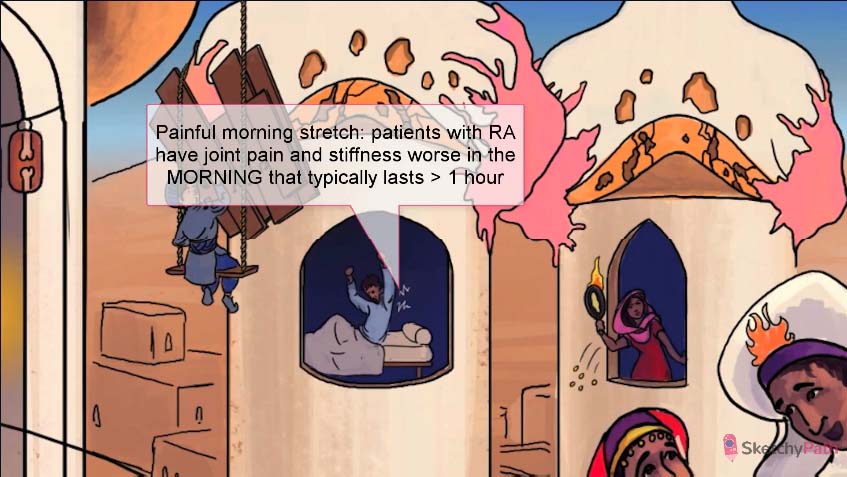 Painful morning stretch: patients with RA
have joint pain and stiffness worse in the
MORNING that typically lasts > 1 hour
SketchyPath